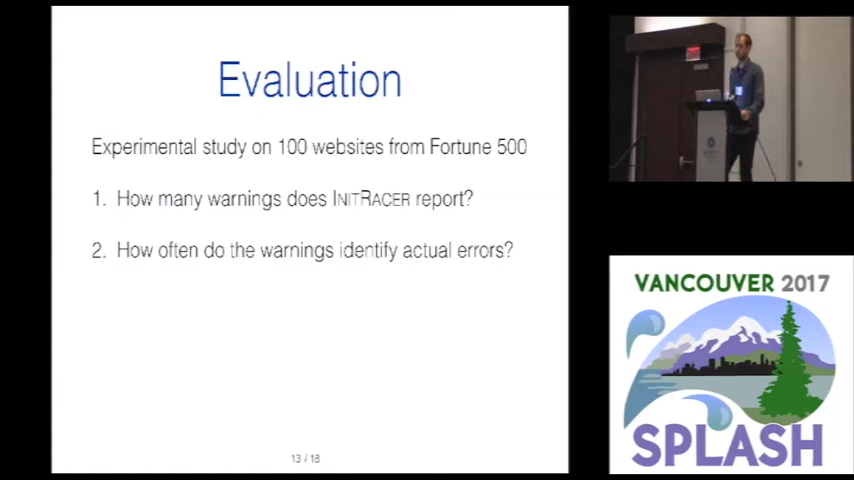 Evaluation
Experimental study on 100 websites from Fortune 500
1. How many warnings does INITRACER report?
2. How often do the warnings identify actual errors?
13 / 18
VANCOUVER 2017
SPLASH